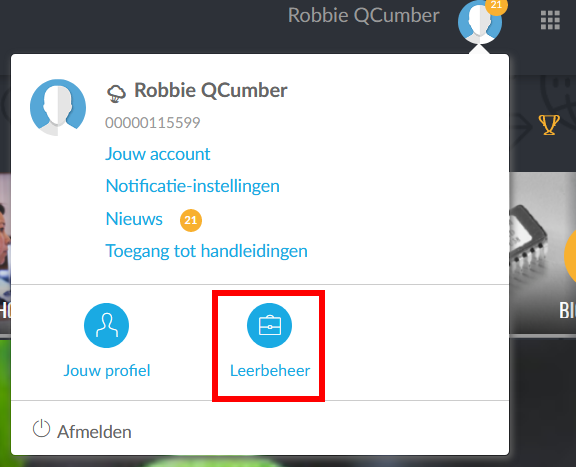 Robbie QCumber
21
Robbie QCumber
00000115599
Jouw account
Notificatie-instellingen
Nieuws 21
Toegang tot handleidingen
Jouw profiel
Leerbeheer
Afmelden